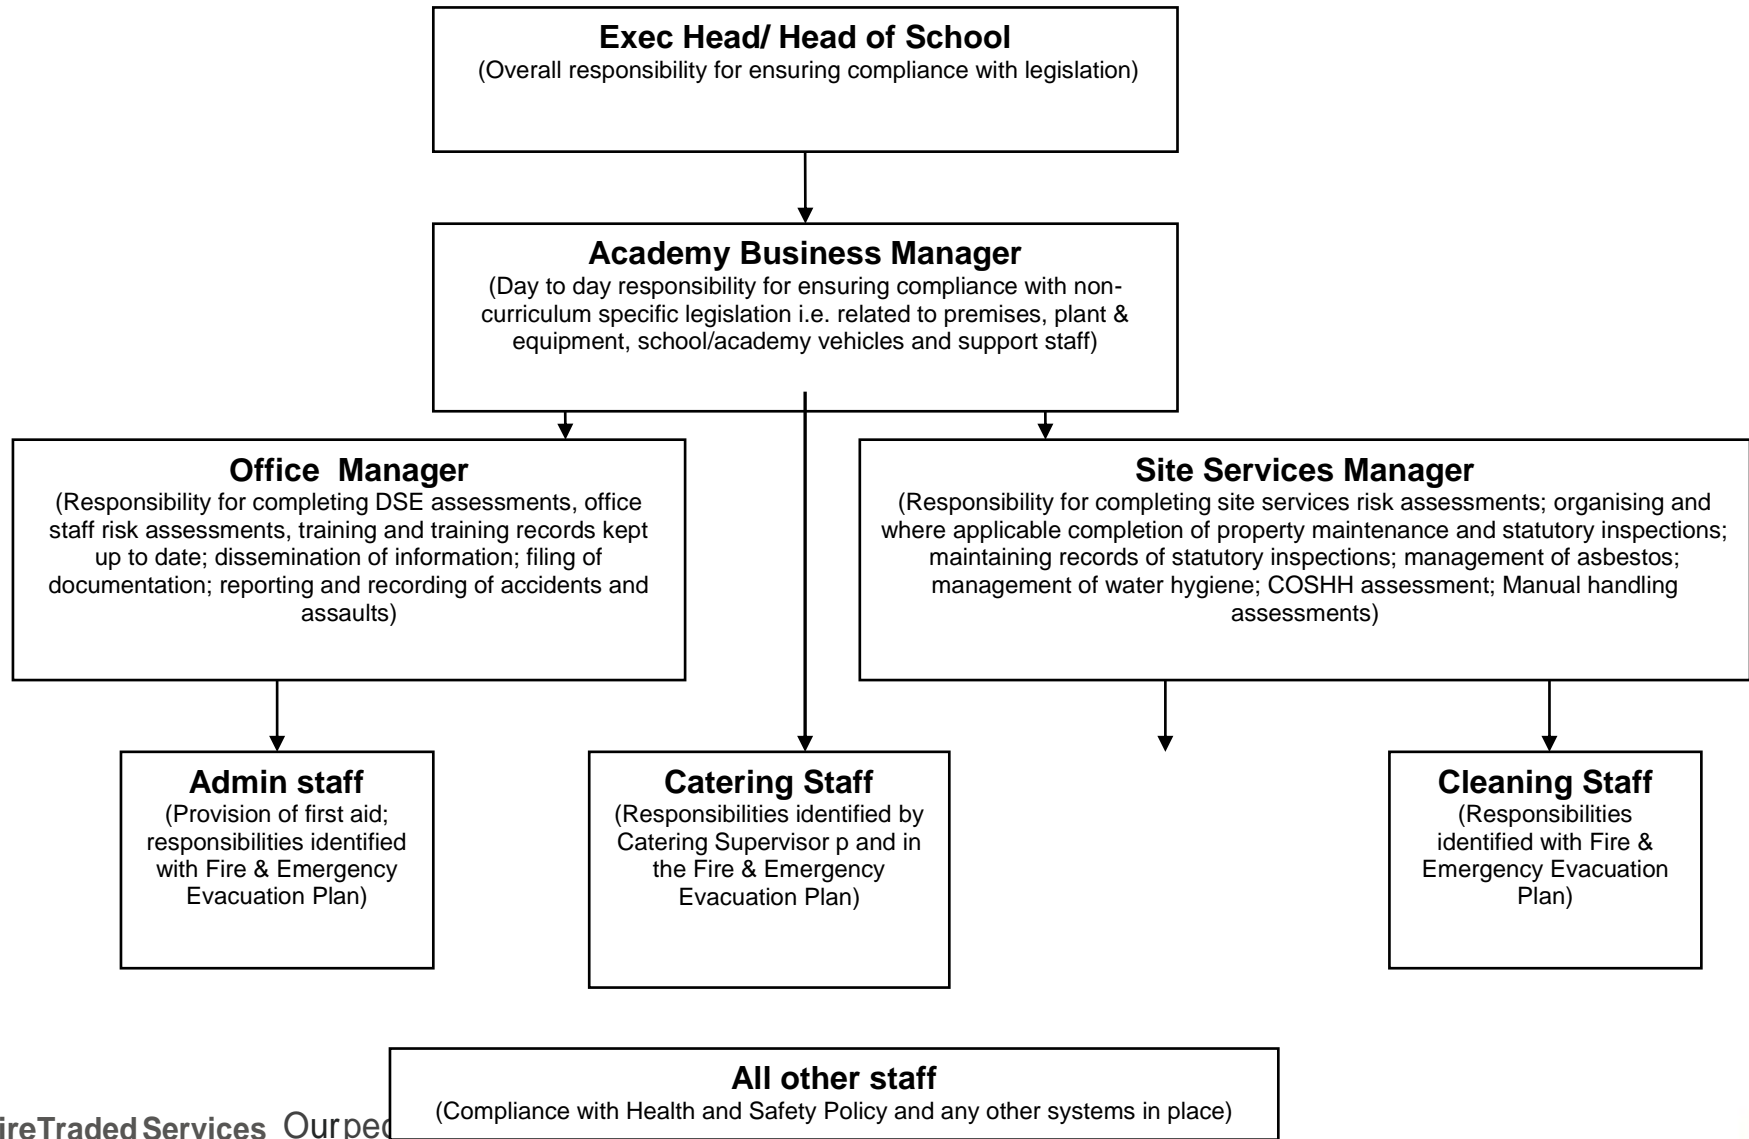 Exec Head/ Head of School
(Overall responsibility for ensuring compliance with legislation)
Academy Business Manager
(Day to day responsibility for ensuring compliance with non-
curriculum specific legislation i.e. related to premises, plant &
equipment, school/academy vehicles and support staff)
Office Manager
(Responsibility for completing DSE assessments, office
staff risk assessments, training and training records kept
up to date; dissemination of information; filing of
documentation; reporting and recording of accidents and
assaults)
Site Services Manager
(Responsibility for completing site services risk assessments; organising and
where applicable completion of property maintenance and statutory inspections;
maintaining records of statutory inspections; management of asbestos;
management of water hygiene; COSHH assessment; Manual handling
assessments)
Admin staff
(Provision of first aid;
responsibilities identified
with Fire & Emergency
Evacuation Plan)
Catering Staff
(Responsibilities identified by
Catering Supervisor p and in
the Fire & Emergency
Evacuation Plan)
Cleaning Staff
(Responsibilities
identified with Fire &
Emergency Evacuation
Plan)
All other staff
(Compliance with Health and Safety Policy and any other systems in place)
Traded Services Our